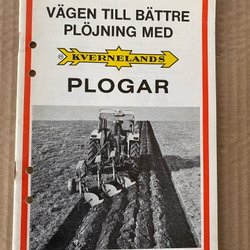 VÄGEN TILL BÄTTRE
PLÖJNING MED
KVERNELANDS
PLOGAR